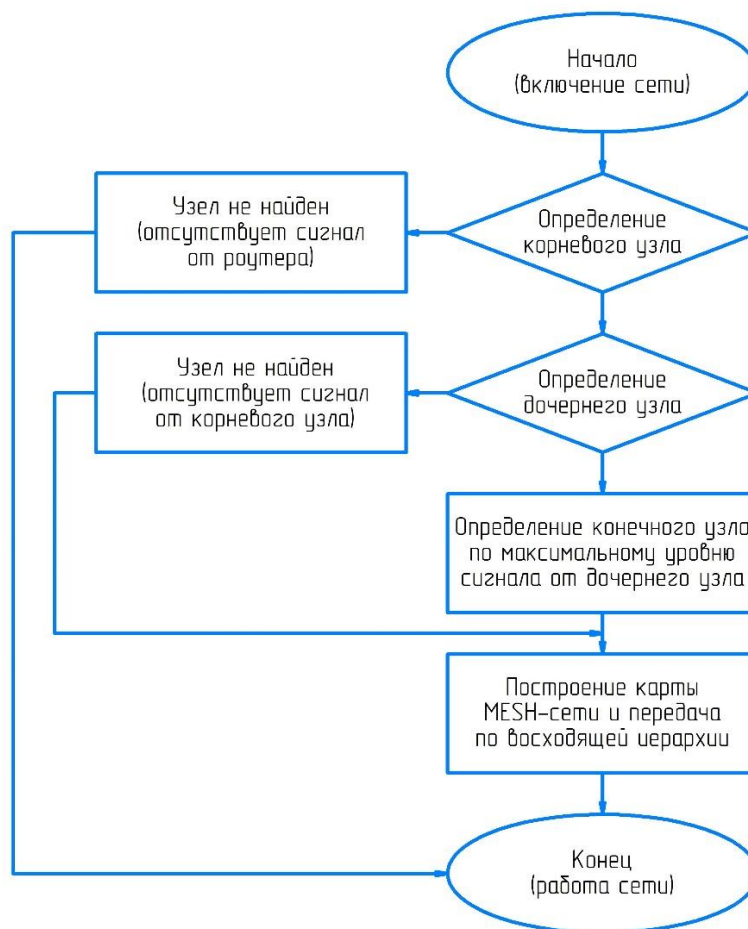 Начало
(включение сети)
Узел не найден
(отсутствует сигнал
от роутера)
Определение
корневого узла
Узел не найден
(отсутствует сигнал
от корневого узла)
Определение
дочернего узла
Определение конечного узла
по максимальному уровню
сигнала от дочернего узла
Построение карты
MESH-сети и передача
по восходящей иерархии
Конец
(работа сети)